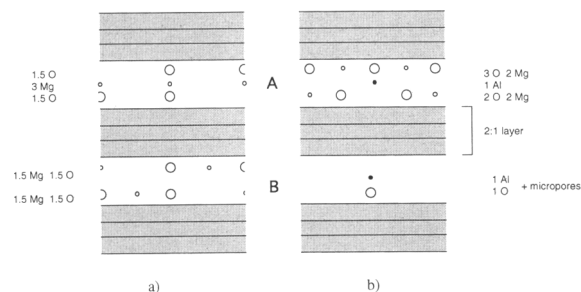 1.5 O
3 Mg
1.5 O
A
3 O 2 Mg
1 Al
2 O 2 Mg
2:1 layer
1.5 Mg 1.5 O
1.5 Mg 1.5 O
B
1 Al
1 O
+ micropores
a)
b)